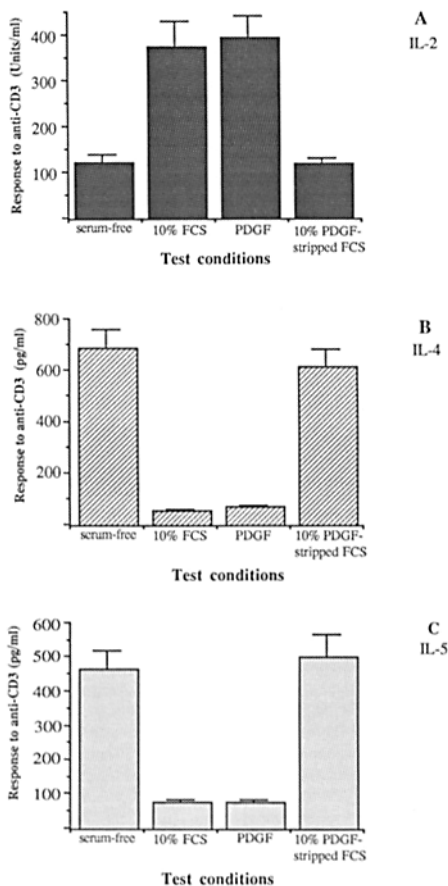 A
IL-2
Response to anti-CD3 (Units/ml)
400
300
200
100
serum-free 10% FCS PDGF 10% PDGF-
stripped FCS
Test conditions
B
IL-4
Response to anti-CD3 (pg/ml)
800
600
400
200
serum-free 10% FCS PDGF 10% PDGF-
stripped FCS
Test conditions
C
IL-5
Response to anti-CD3 (pg/ml)
600
500
400
300
200
100
serum-free 10% FCS PDGF 10% PDGF-
stripped FCS
Test conditions